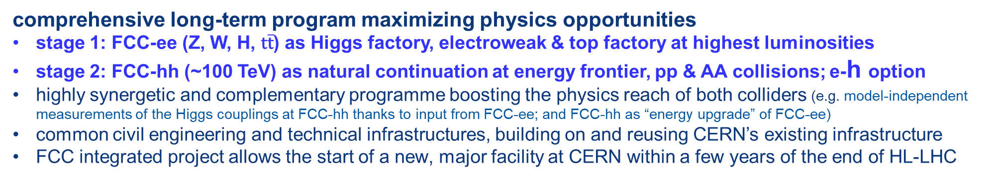 comprehensive long-term program maximizing physics opportunities
• stage 1: FCC-ee (Z, W, H, tt̄) as Higgs factory, electroweak & top factory at highest luminosities
• stage 2: FCC-hh (~100 TeV) as natural continuation at energy frontier, pp & AA collisions; e-h option
• highly synergetic and complementary programme boosting the physics reach of both colliders (e.g. model-independent
measurements of the Higgs couplings at FCC-hh thanks to input from FCC-ee; and FCC-hh as “energy upgrade” of FCC-ee)
• common civil engineering and technical infrastructures, building on and reusing CERN’s existing infrastructure
• FCC integrated project allows the start of a new, major facility at CERN within a few years of the end of HL-LHC